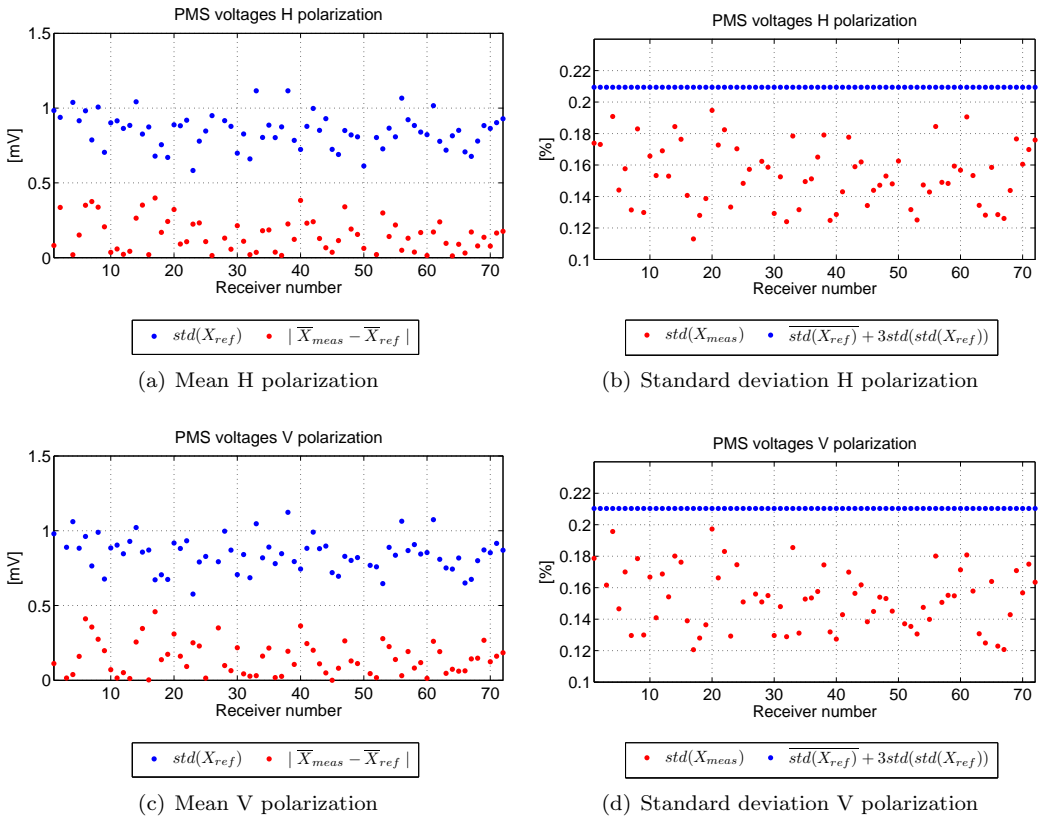 PMS voltages H polarization
1.5
1
0.5
0
[mV]
10 20 30 40 50 60 70
Receiver number
std(X_ref) | X̅_meas − X̅_ref |
(a) Mean H polarization
PMS voltages H polarization
0.22
0.2
0.18
0.16
0.14
0.12
0.1
[%]
10 20 30 40 50 60 70
Receiver number
std(X_meas) \overline{std(X_ref)} + 3std(std(X_ref))
(b) Standard deviation H polarization
PMS voltages V polarization
1.5
1
0.5
0
[mV]
10 20 30 40 50 60 70
Receiver number
std(X_ref) | X̅_meas − X̅_ref |
(c) Mean V polarization
PMS voltages V polarization
0.22
0.2
0.18
0.16
0.14
0.12
0.1
[%]
10 20 30 40 50 60 70
Receiver number
std(X_meas) \overline{std(X_ref)} + 3std(std(X_ref))
(d) Standard deviation V polarization